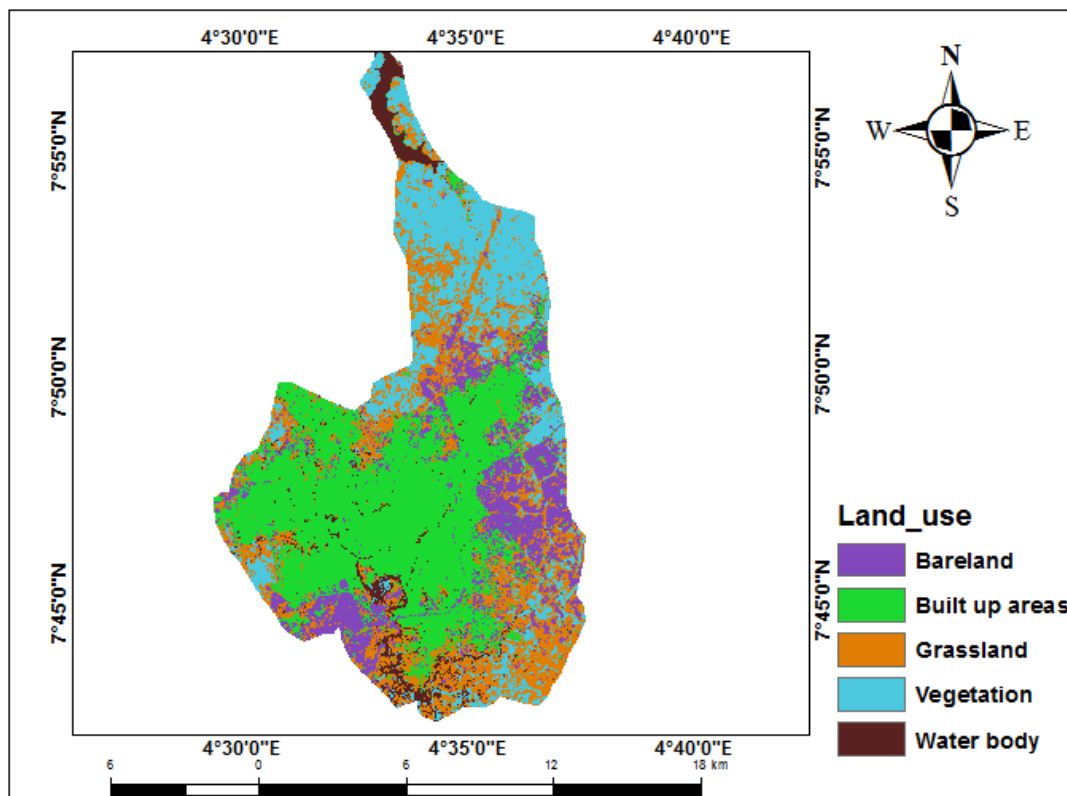 4°30'0"E 4°35'0"E 4°40'0"E
N
W E
S
7°55'0"N 7°55'0"N
7°50'0"N 7°50'0"N
7°45'0"N 7°45'0"N
Land_use
Bareland
Built up areas
Grassland
Vegetation
Water body
4°30'0"E 4°35'0"E 4°40'0"E
6 0 6 12 18 km